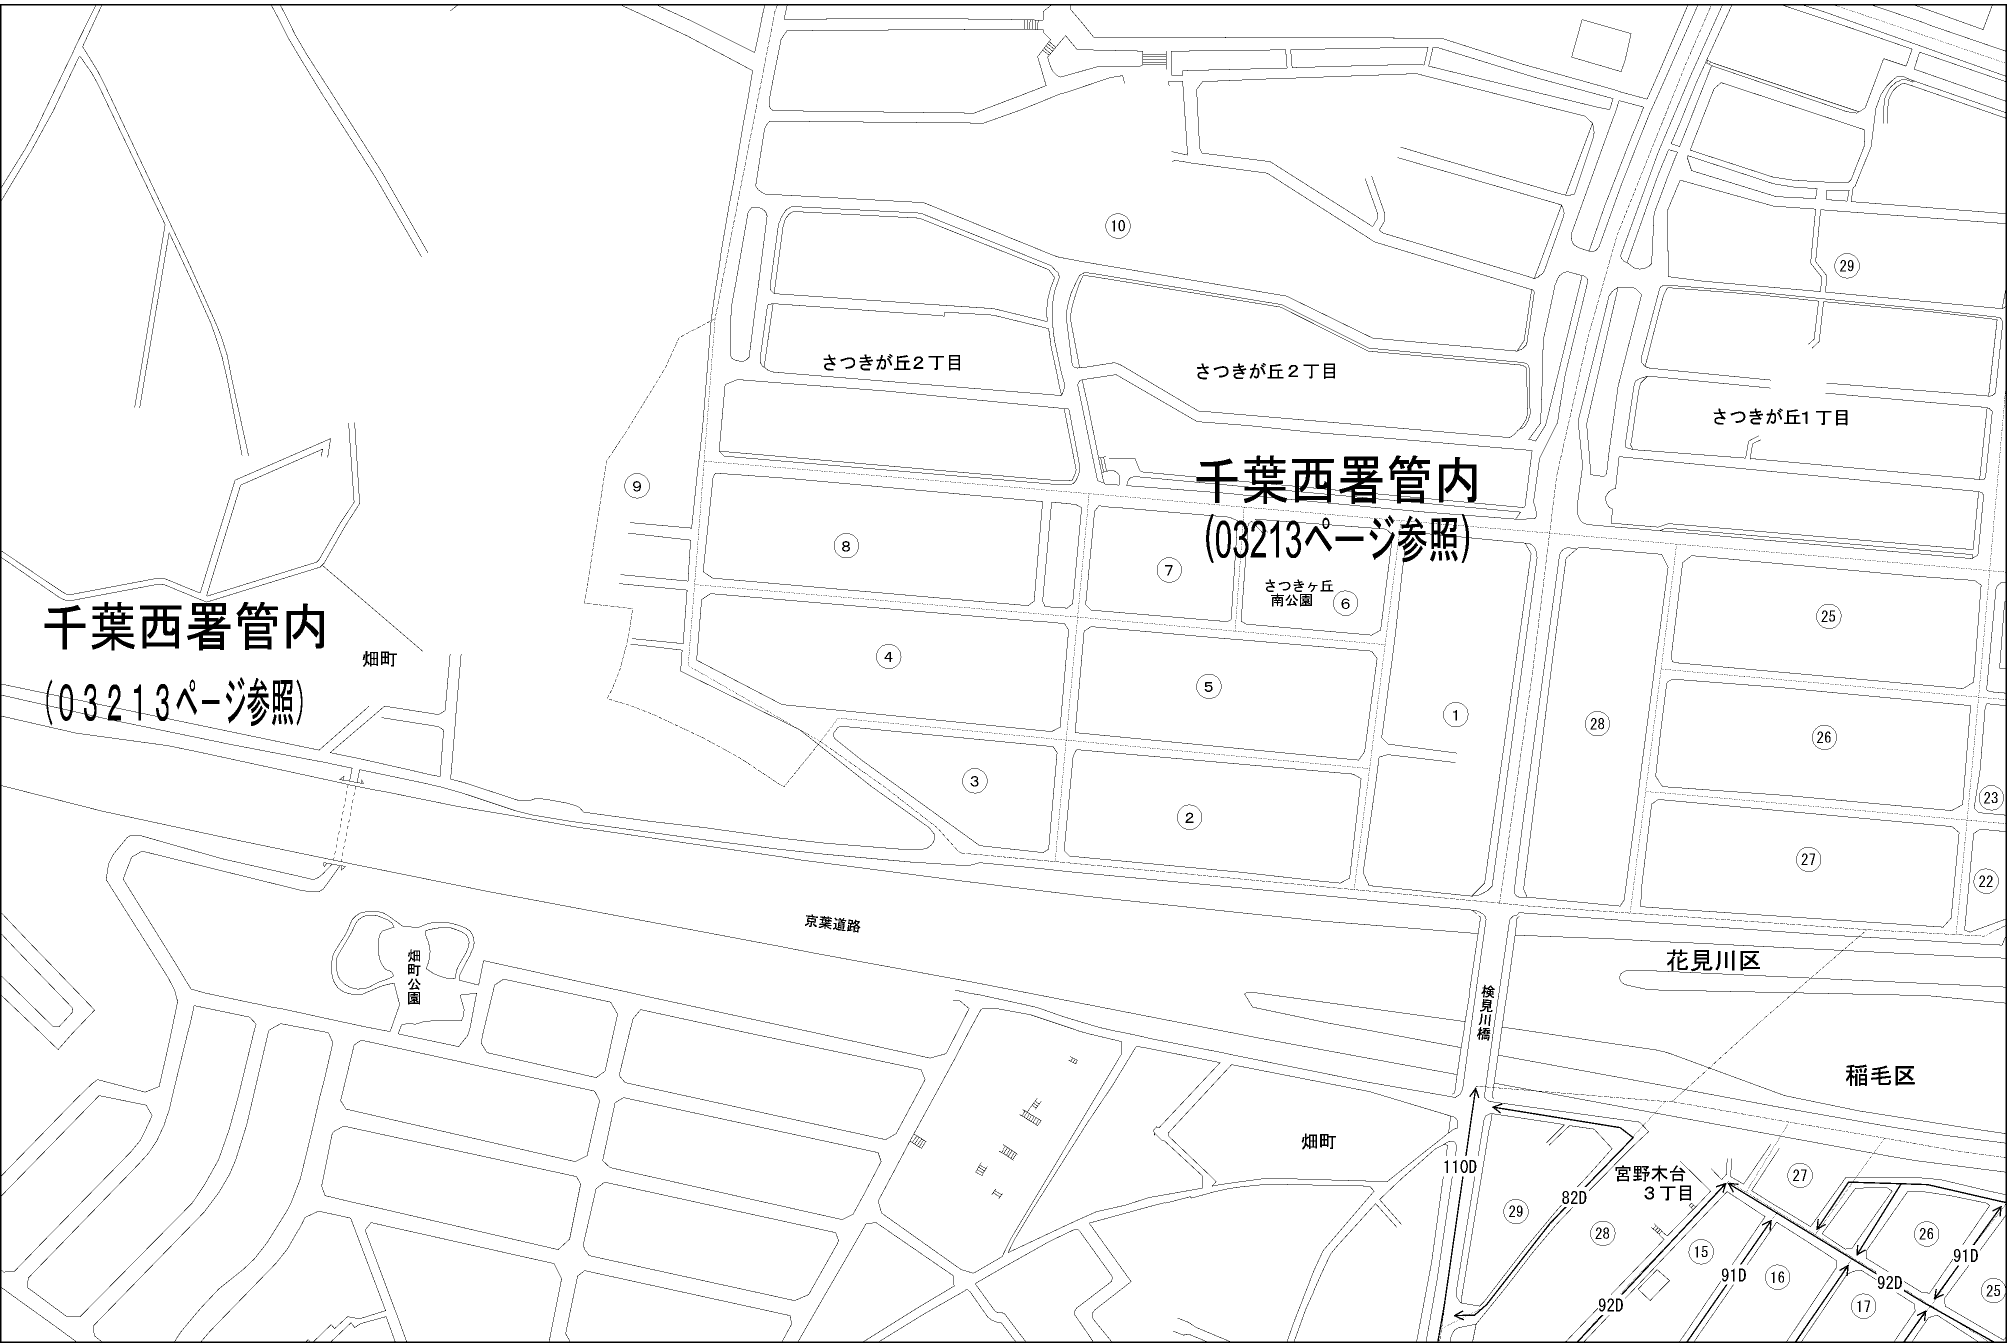 10
29
さつきが丘２丁目
さつきが丘２丁目
さつきが丘１丁目
千葉西署管内
(03213ページ参照)
9
8
7
さつきヶ丘
南公園
6
25
千葉西署管内
(０３２１３ページ参照)
畑町
4
5
1
28
26
3
2
23
27
22
京葉道路
花見川区
畑町公園
検見川橋
稲毛区
畑町
110D
宮野木台
３丁目
27
82D
29
28
15
26
91D
16
91D
92D
92D
17
25